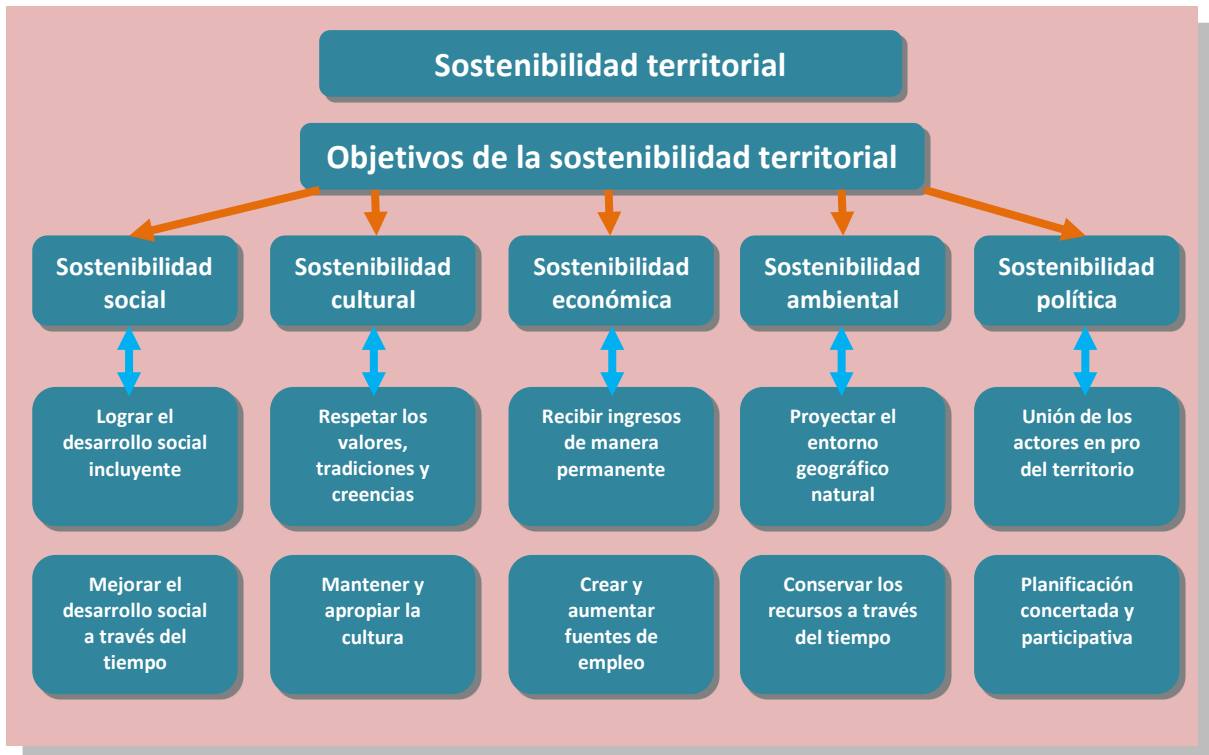 Sostenibilidad territorial
Objetivos de la sostenibilidad territorial
Sostenibilidad
social
Sostenibilidad
cultural
Sostenibilidad
económica
Sostenibilidad
ambiental
Sostenibilidad
política
Lograr el
desarrollo social
incluyente
Respetar los
valores,
tradiciones y
creencias
Recibir ingresos
de manera
permanente
Proyectar el
entorno
geográfico
natural
Unión de los
actores en pro
del territorio
Mejorar el
desarrollo social
a través del
tiempo
Mantener y
apropiar la
cultura
Crear y
aumentar
fuentes de
empleo
Conservar los
recursos a través
del tiempo
Planificación
concertada y
participativa